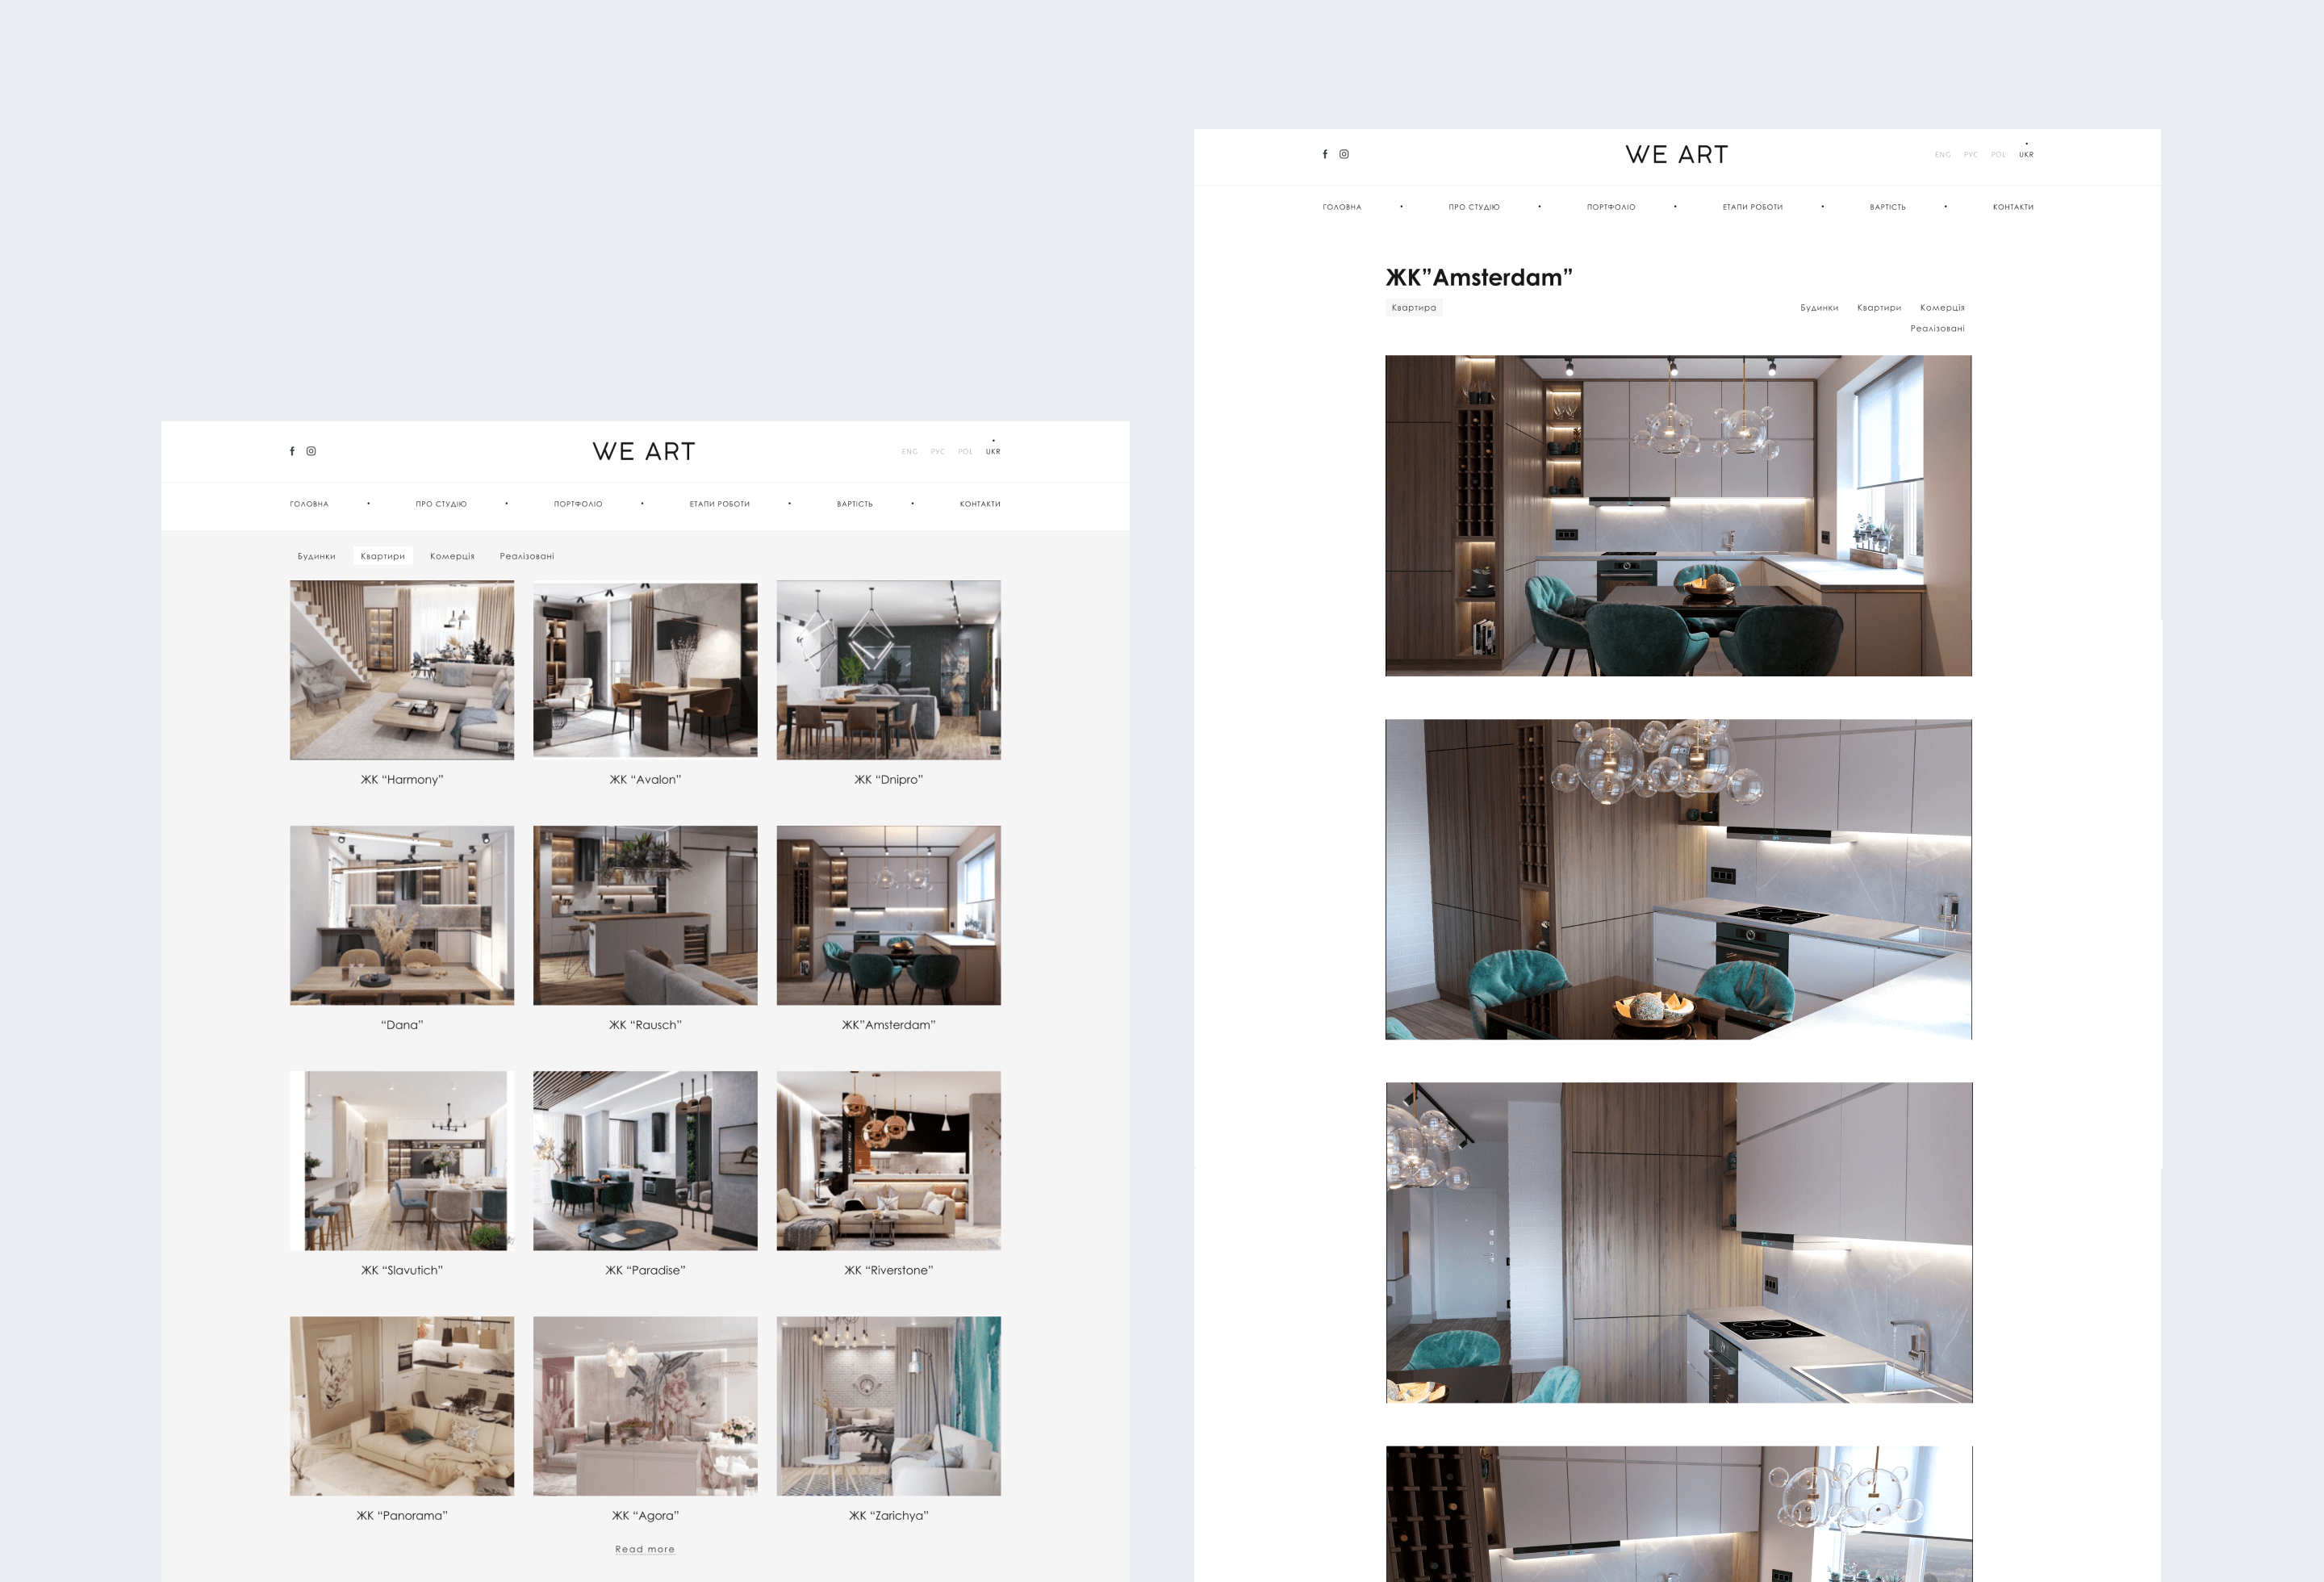 WE ART
ENG РУС POL UKR
ГОЛОВНА • ПРО СТУДІЮ • ПОРТФОЛІО • ЕТАПИ РОБОТИ • ВАРТІСТЬ • КОНТАКТИ
Будинки Квартири Комерція Реалізовані
ЖК “Harmony” ЖК “Avalon” ЖК “Dnipro”
“Dana” ЖК “Rausch” ЖК”Amsterdam”
ЖК “Slavutich” ЖК “Paradise” ЖК “Riverstone”
ЖК “Panorama” ЖК “Agora” ЖК “Zarichya”
Read more
WE ART
ENG РУС POL UKR
ГОЛОВНА • ПРО СТУДІЮ • ПОРТФОЛІО • ЕТАПИ РОБОТИ • ВАРТІСТЬ • КОНТАКТИ
ЖК”Amsterdam”
Квартира Будинки Квартири Комерція
Реалізовані